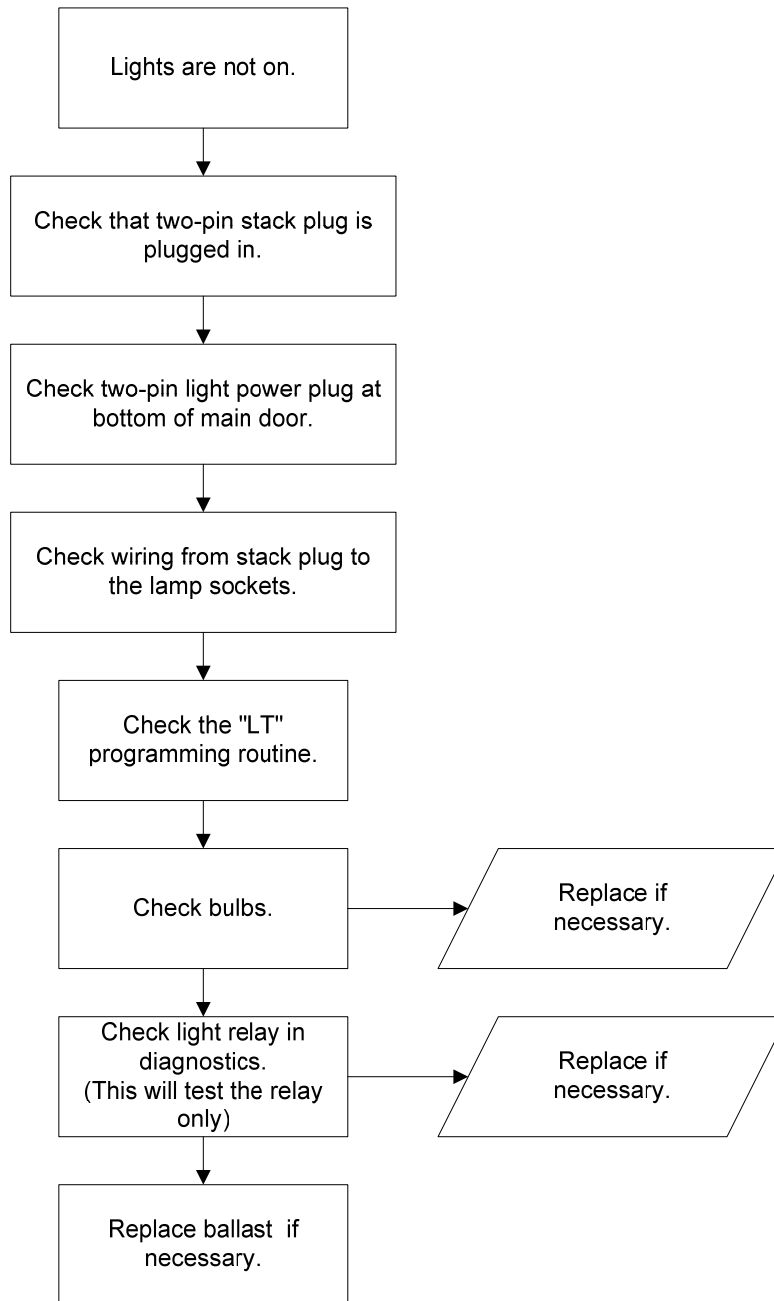 Lights are not on.
Check that two-pin stack plug is
plugged in.
Check two-pin light power plug at
bottom of main door.
Check wiring from stack plug to
the lamp sockets.
Check the "LT"
programming routine.
Check bulbs.
Replace if
necessary.
Check light relay in
diagnostics.
(This will test the relay
only)
Replace if
necessary.
Replace ballast  if
necessary.